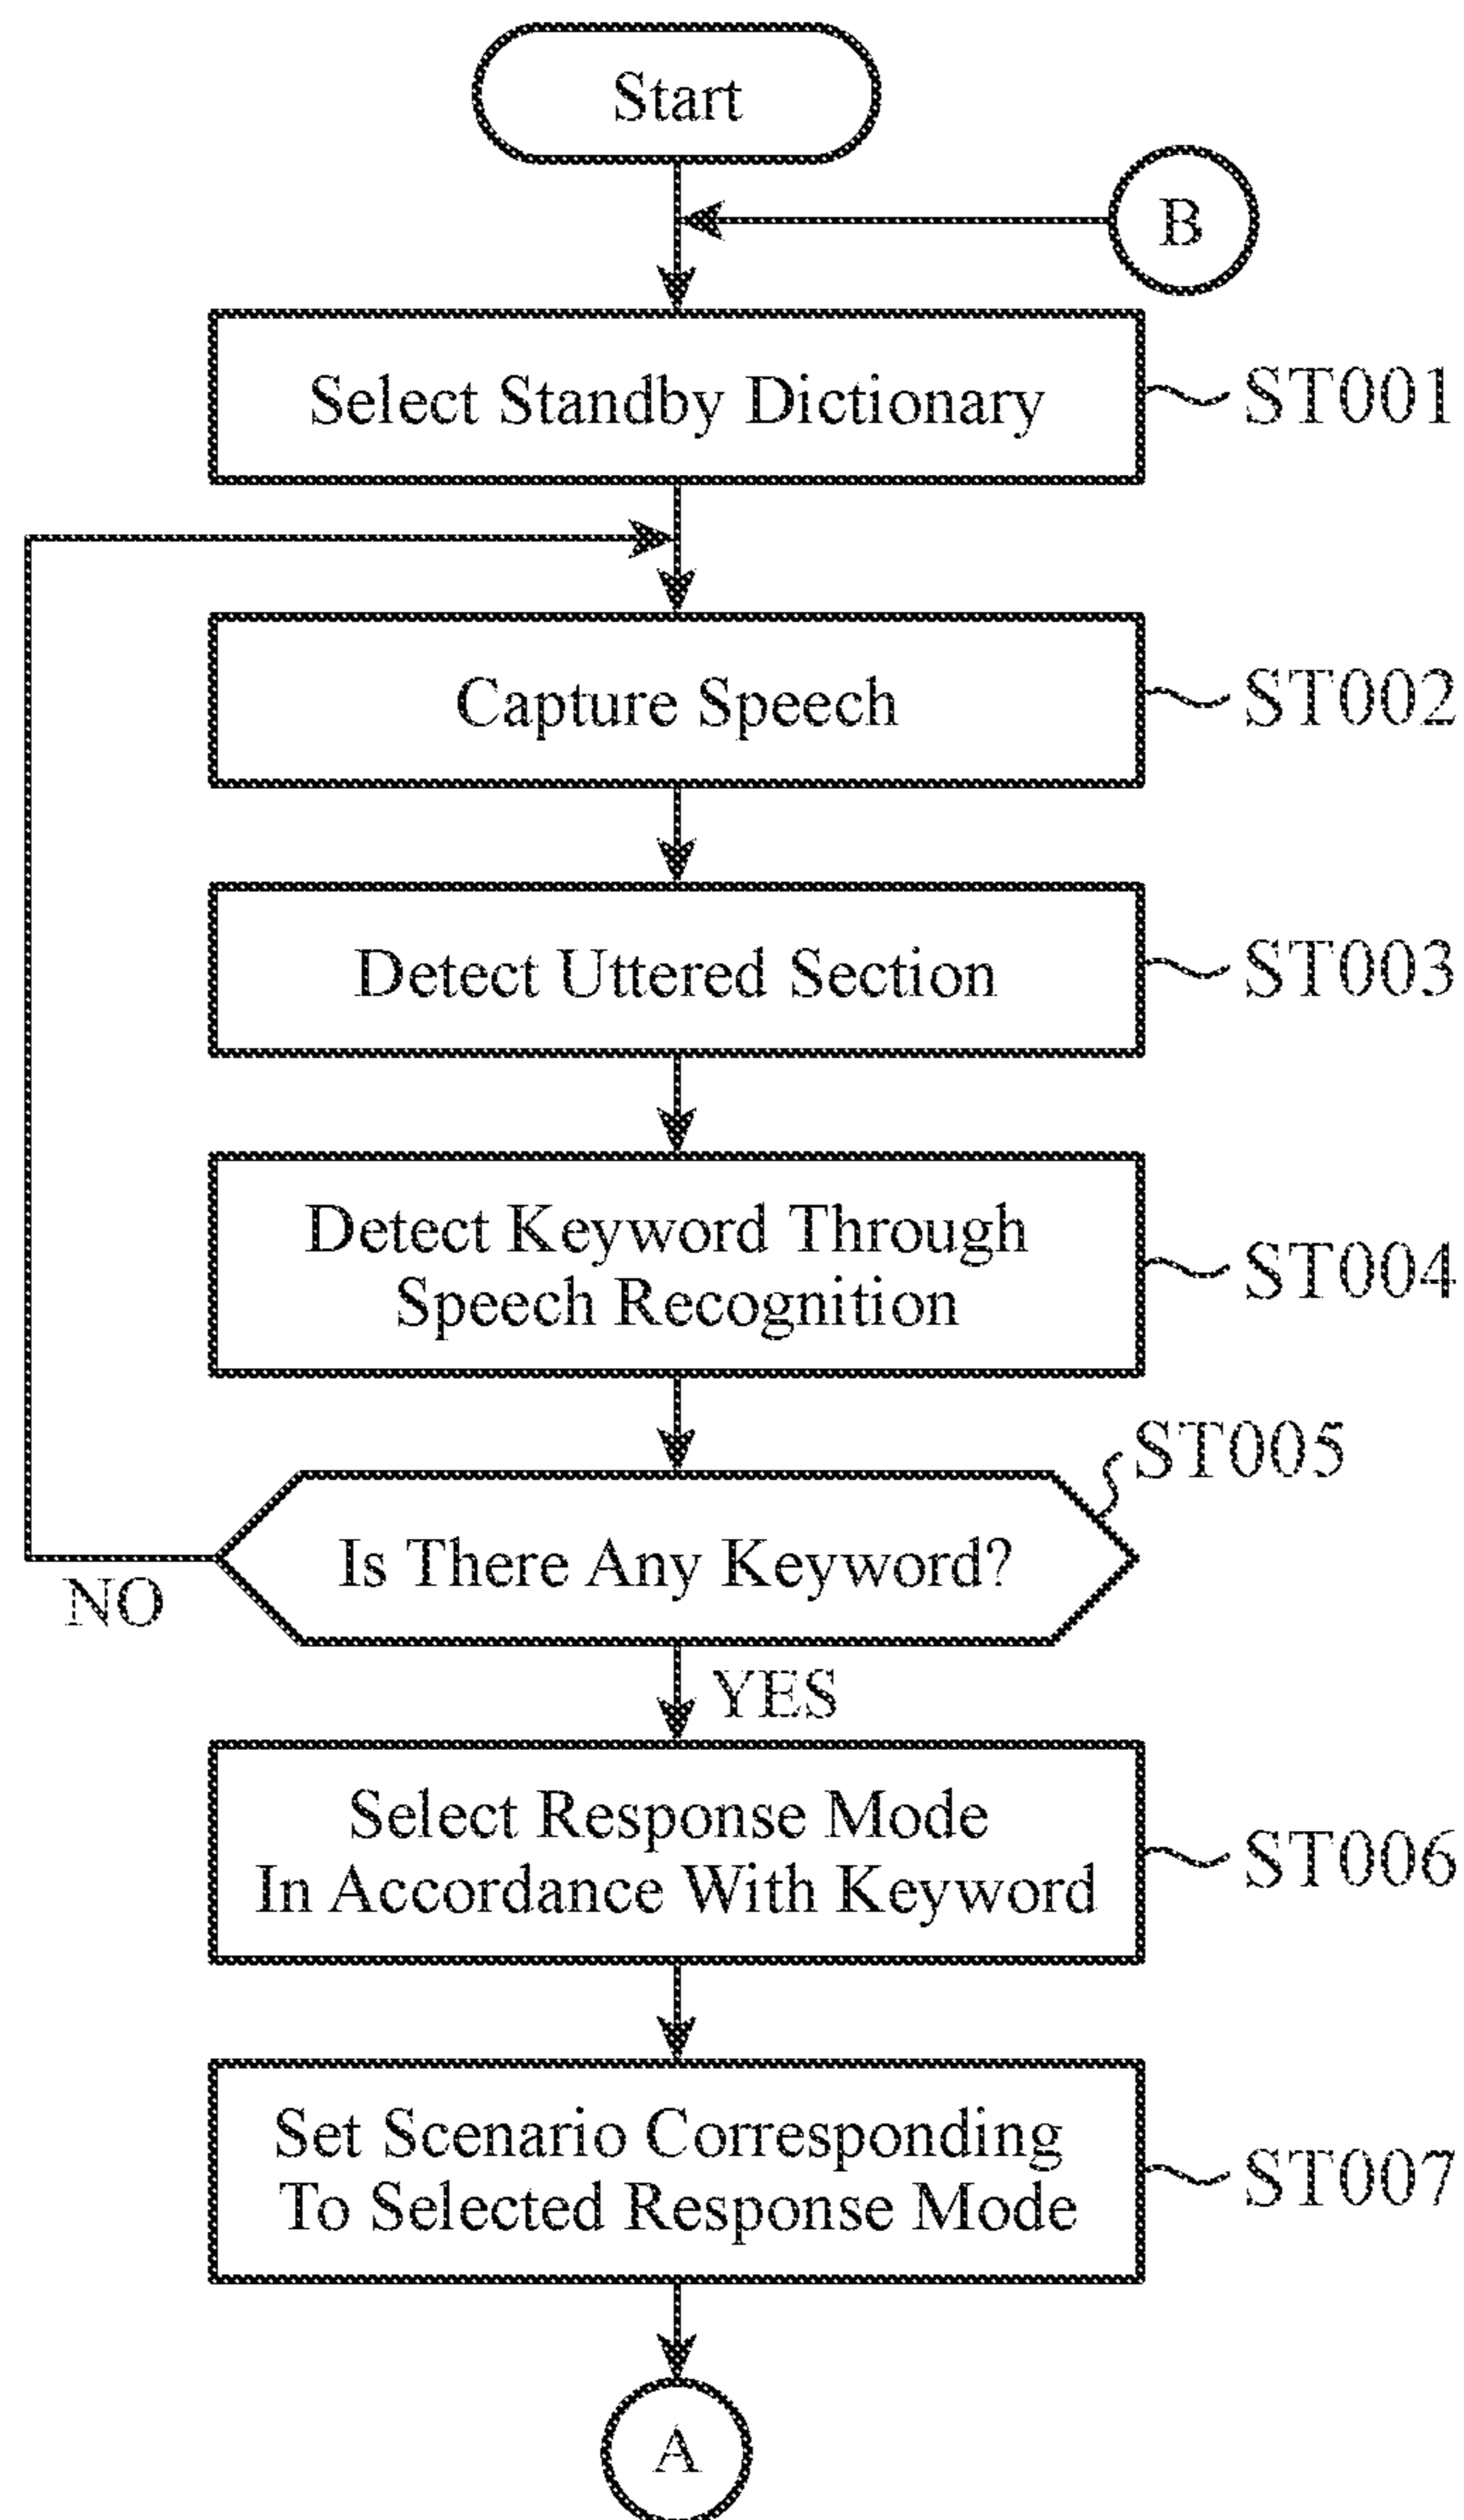 Start
B
Select Standby Dictionary
ST001
Capture Speech
ST002
Detect Uttered Section
ST003
Detect Keyword Through
Speech Recognition
ST004
ST005
Is There Any Keyword?
NO
YES
Select Response Mode
In Accordance With Keyword
ST006
Set Scenario Corresponding
To Selected Response Mode
ST007
A